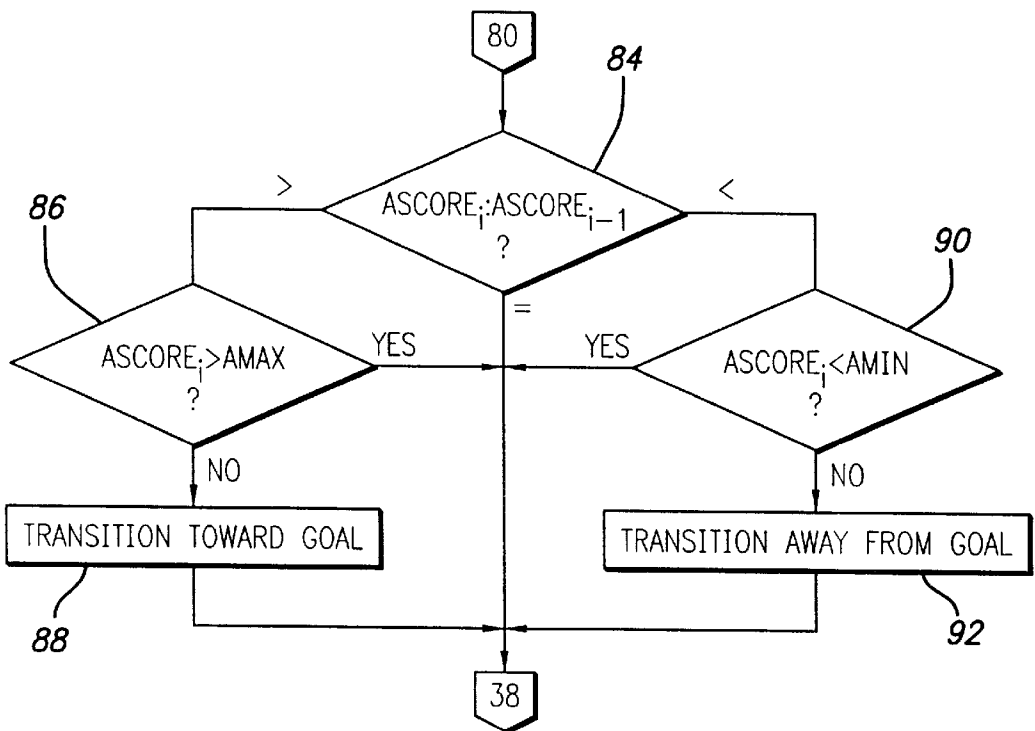 80
84
> <
86
ASCORE_i:ASCORE_{i-1}
?
90
=
YES YES
ASCORE_i>AMAX
?
ASCORE_i<AMIN
?
NO NO
TRANSITION TOWARD GOAL
TRANSITION AWAY FROM GOAL
88
92
38